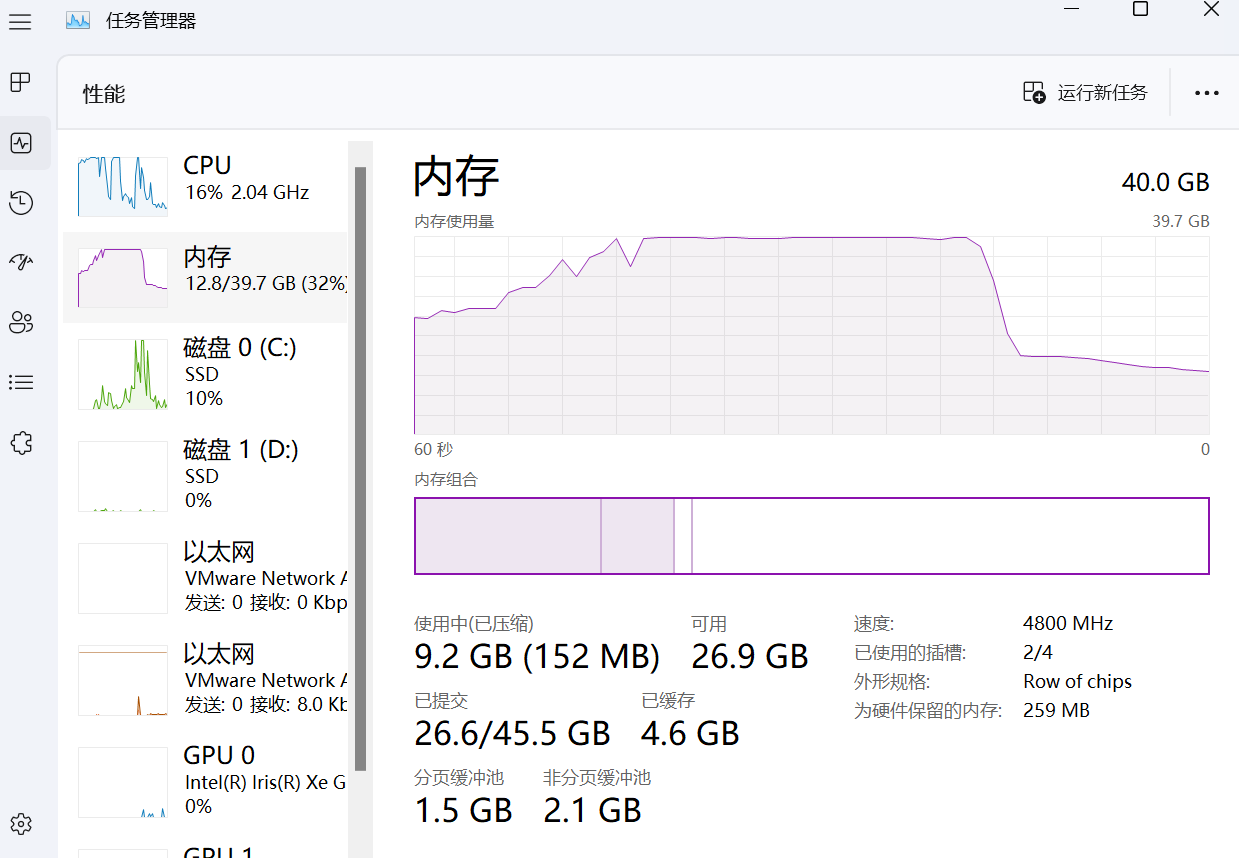 任务管理器
性能
运行新任务
CPU
16% 2.04 GHz
内存
12.8/39.7 GB (32%)
磁盘 0 (C:)
SSD
10%
磁盘 1 (D:)
SSD
0%
以太网
VMware Network A
发送: 0 接收: 0 Kbp
以太网
VMware Network A
发送: 0 接收: 8.0 Kb
GPU 0
Intel(R) Iris(R) Xe G
0%
GPU 1
内存
40.0 GB
内存使用量
39.7 GB
60 秒
0
内存组合
使用中(已压缩)
9.2 GB (152 MB)
可用
26.9 GB
已提交
26.6/45.5 GB
已缓存
4.6 GB
分页缓冲池
1.5 GB
非分页缓冲池
2.1 GB
速度: 4800 MHz
已使用的插槽: 2/4
外形规格: Row of chips
为硬件保留的内存: 259 MB